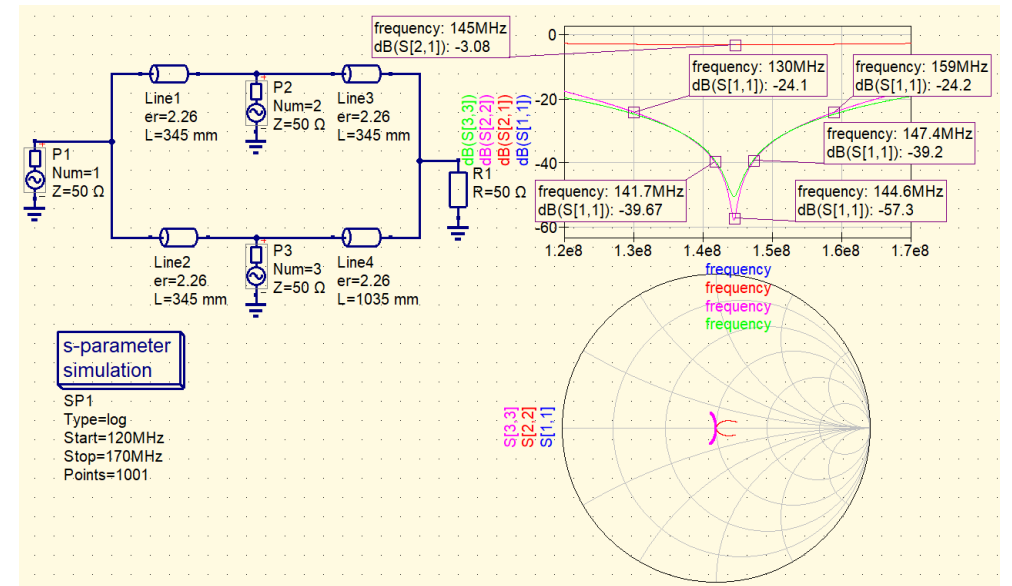 frequency: 145MHz
dB(S[2,1]): -3.08
Line1
er=2.26
L=345 mm
P2
Num=2
Z=50 Ω
Line3
er=2.26
L=345 mm
P1
Num=1
Z=50 Ω
R1
R=50 Ω
Line2
er=2.26
L=345 mm
P3
Num=3
Z=50 Ω
Line4
er=2.26
L=1035 mm
s-parameter
simulation
SP1
Type=log
Start=120MHz
Stop=170MHz
Points=1001
dB(S[3,3])
dB(S[2,2])
dB(S[2,1])
dB(S[1,1])
0
-20
-40
-60
frequency: 130MHz
dB(S[1,1]): -24.1
frequency: 159MHz
dB(S[1,1]): -24.2
frequency: 147.4MHz
dB(S[1,1]): -39.2
frequency: 141.7MHz
dB(S[1,1]): -39.67
frequency: 144.6MHz
dB(S[1,1]): -57.3
1.2e8
1.3e8
1.4e8
1.5e8
1.6e8
1.7e8
frequency
frequency
frequency
frequency
S[3,3]
S[2,2]
S[1,1]